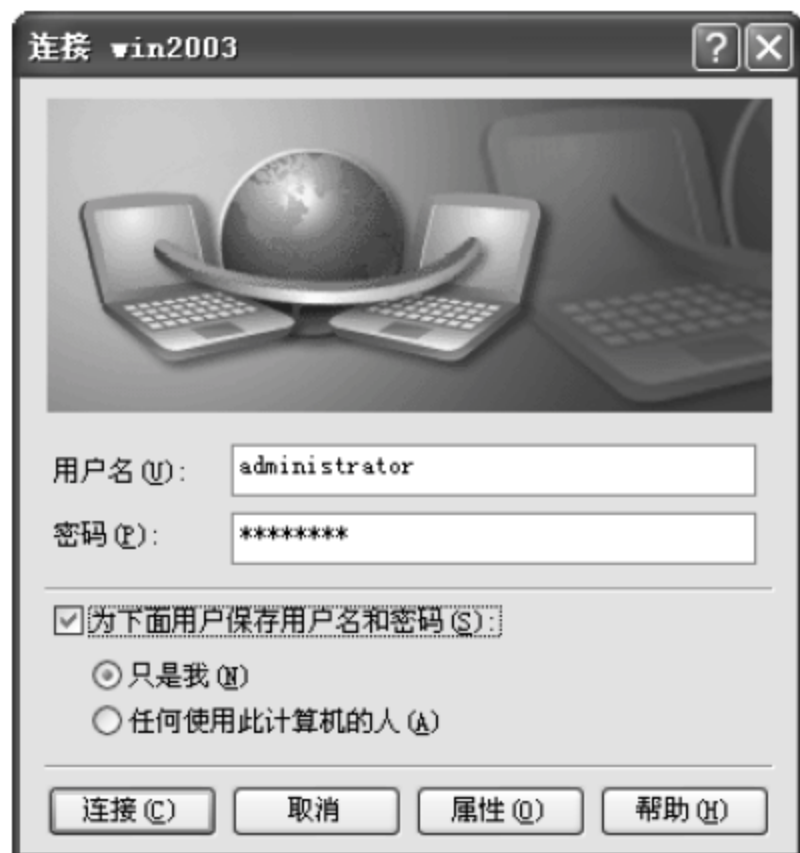 连接 win2003
用户名(U):
administrator
密码(P):
********
为下面用户保存用户名和密码(S):
只是我(N)
任何使用此计算机的人(A)
连接(C) 取消 属性(O) 帮助(H)